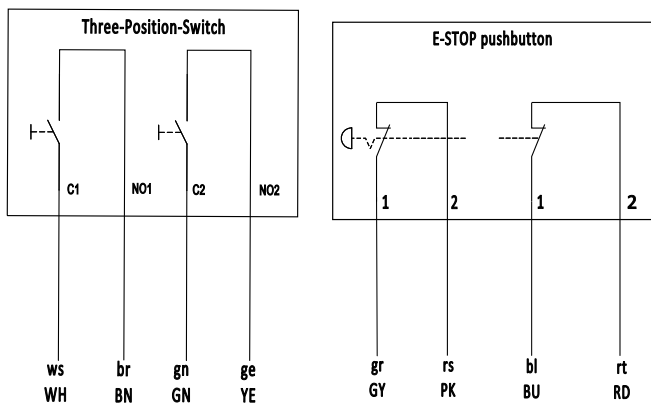 Three-Position-Switch
C1 NO1 C2 NO2
ws br gn ge
WH BN GN YE
E-STOP pushbutton
1 2 1 2
gr rs bl rt
GY PK BU RD